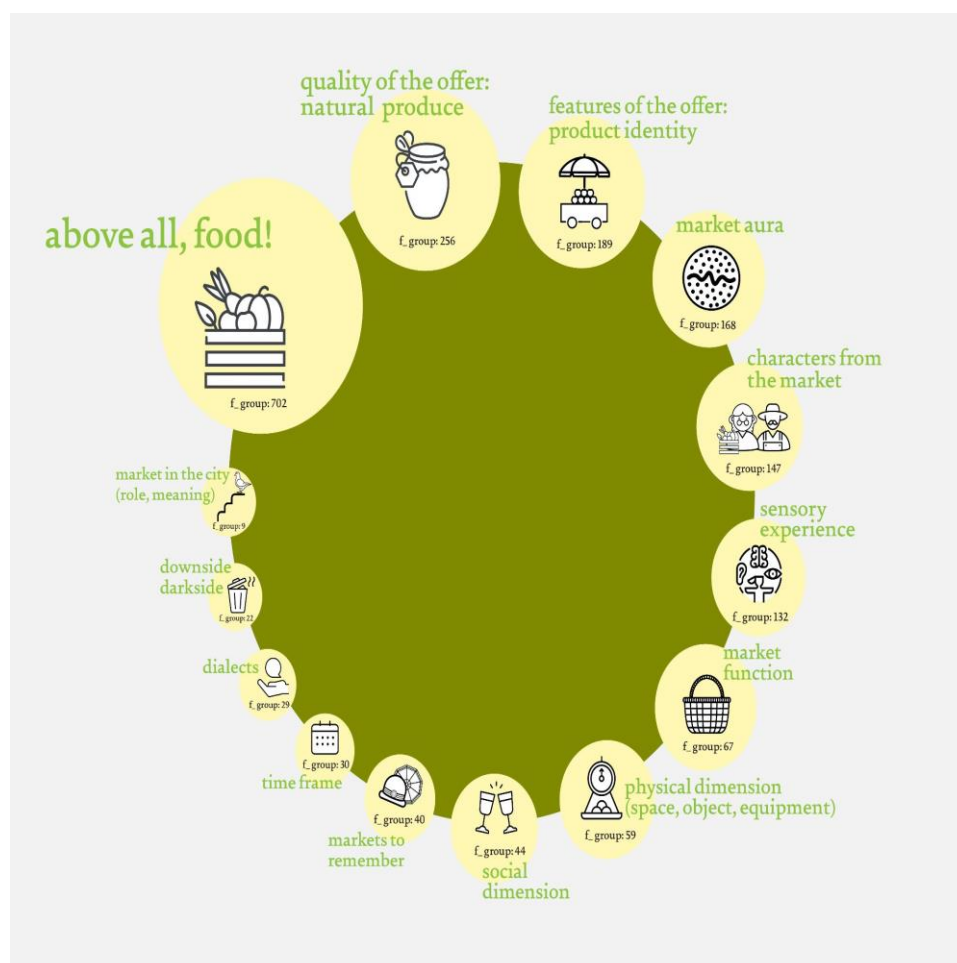 quality of the offer:
natural produce
f_group: 256
features of the offer:
product identity
f_group: 189
above all, food!
f_group: 702
market aura
f_group: 168
characters from
the market
f_group: 147
market in the city
(role, meaning)
f_group: 9
sensory
experience
f_group: 132
downside
darkside
f_group: 22
market
function
f_group: 67
dialects
f_group: 29
f_group: 30
time frame
physical dimension
(space, object, equipment)
f_group: 59
f_group: 40
markets to
remember
f_group: 44
social
dimension